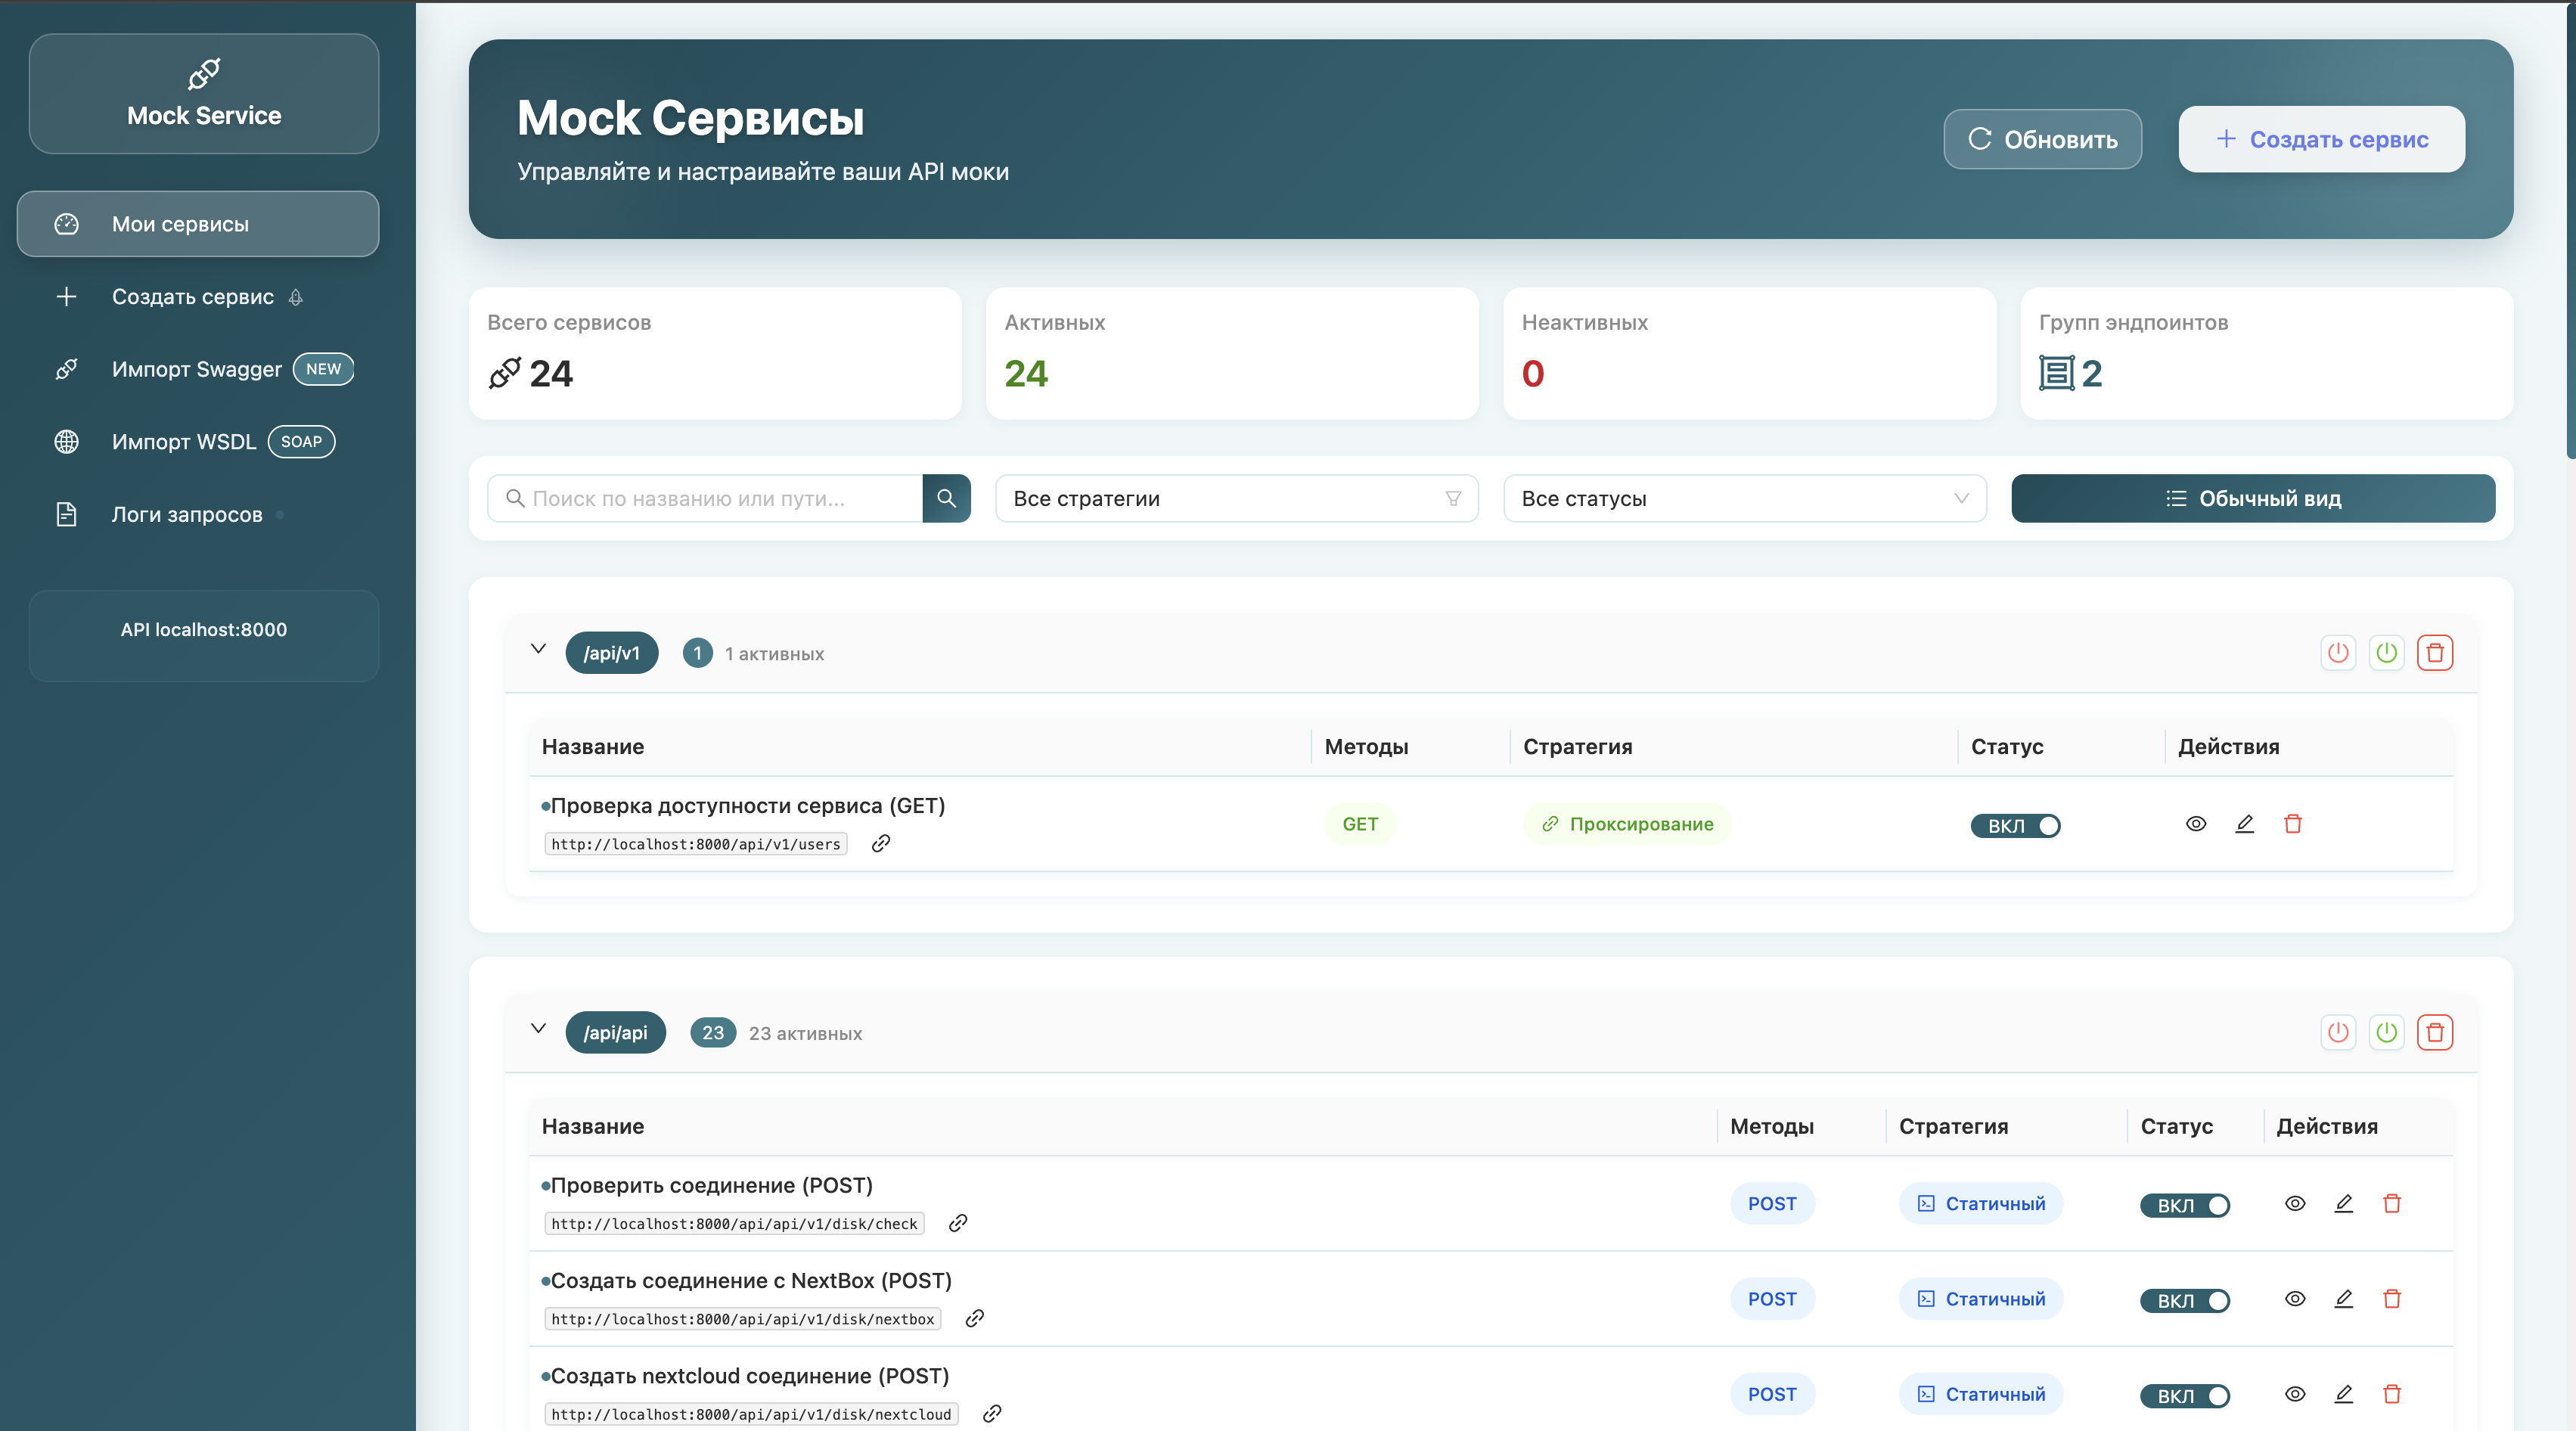 Mock Service
Мои сервисы
Создать сервис
Импорт Swagger NEW
Импорт WSDL SOAP
Логи запросов
API localhost:8000
Mock Сервисы
Управляйте и настраивайте ваши API моки
Обновить
Создать сервис
Всего сервисов
24
Активных
24
Неактивных
0
Групп эндпоинтов
2
Поиск по названию или пути...
Все стратегии
Все статусы
Обычный вид
/api/v1 1 1 активных
Название Методы Стратегия Статус Действия
Проверка доступности сервиса (GET)
http://localhost:8000/api/v1/users
GET Проксирование ВКЛ
/api/api 23 23 активных
Название Методы Стратегия Статус Действия
Проверить соединение (POST)
http://localhost:8000/api/api/v1/disk/check
POST Статичный ВКЛ
Создать соединение с NextBox (POST)
http://localhost:8000/api/api/v1/disk/nextbox
POST Статичный ВКЛ
Создать nextcloud соединение (POST)
http://localhost:8000/api/api/v1/disk/nextcloud
POST Статичный ВКЛ